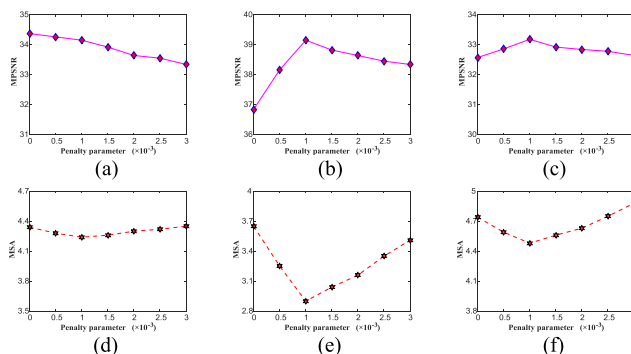 35
34
33
32
31
MPSNR
0 0.5 1 1.5 2 2.5 3
Penalty parameter (×10⁻³)
(a)
40
39
38
37
36
MPSNR
0 0.5 1 1.5 2 2.5 3
Penalty parameter (×10⁻³)
(b)
34
33
32
31
30
MPSNR
0 0.5 1 1.5 2 2.5 3
Penalty parameter (×10⁻³)
(c)
4.7
4.4
4.1
3.8
3.5
MSA
0 0.5 1 1.5 2 2.5 3
Penalty parameter (×10⁻³)
(d)
4
3.7
3.4
3.1
2.8
MSA
0 0.5 1 1.5 2 2.5 3
Penalty parameter (×10⁻³)
(e)
5
4.7
4.4
4.1
3.8
MSA
0 0.5 1 1.5 2 2.5 3
Penalty parameter (×10⁻³)
(f)